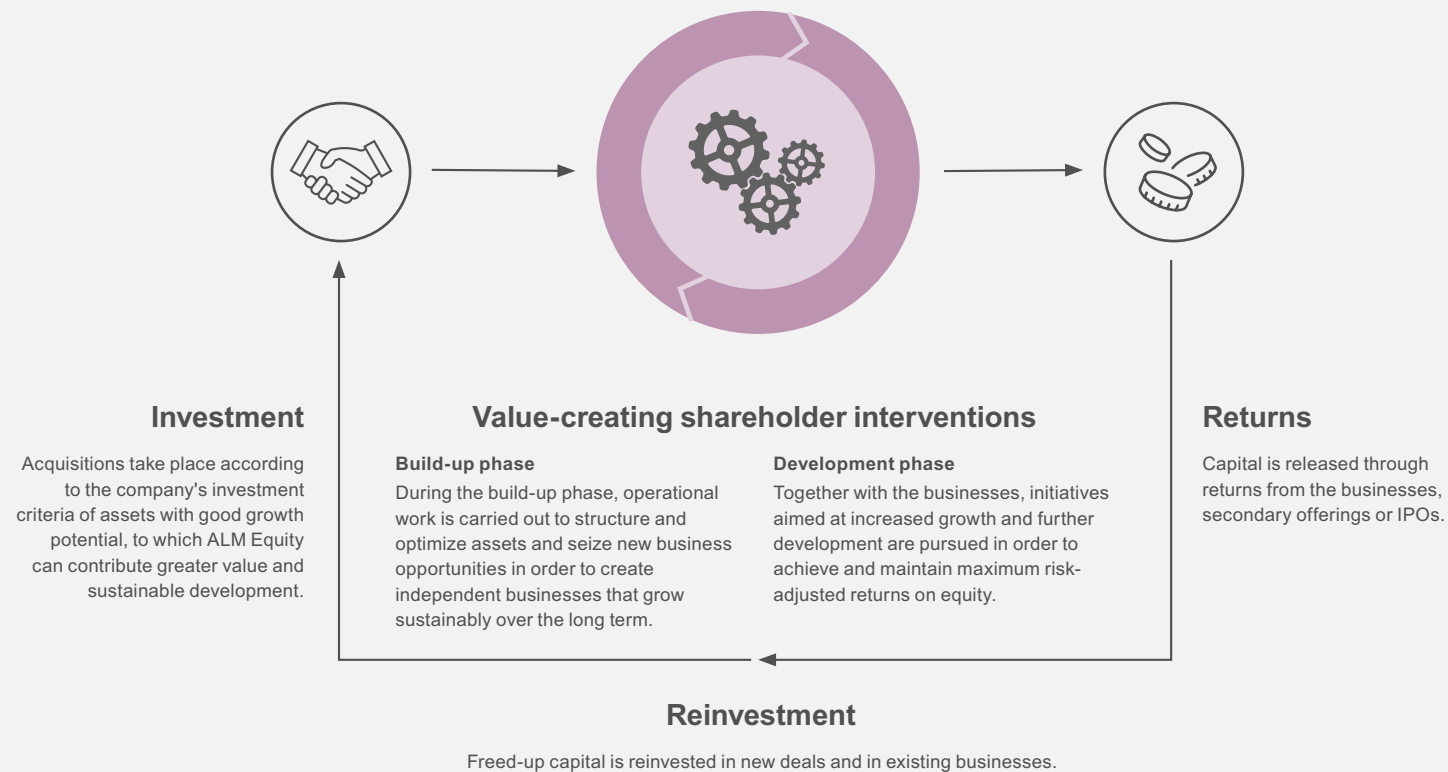 Investment
Acquisitions take place according
to the company's investment
criteria of assets with good growth
potential, to which ALM Equity
can contribute greater value and
sustainable development.
Value-creating shareholder interventions
Build-up phase
During the build-up phase, operational
work is carried out to structure and
optimize assets and seize new business
opportunities in order to create
independent businesses that grow
sustainably over the long term.
Development phase
Together with the businesses, initiatives
aimed at increased growth and further
development are pursued in order to
achieve and maintain maximum risk-
adjusted returns on equity.
Returns
Capital is released through
returns from the businesses,
secondary offerings or IPOs.
Reinvestment
Freed-up capital is reinvested in new deals and in existing businesses.